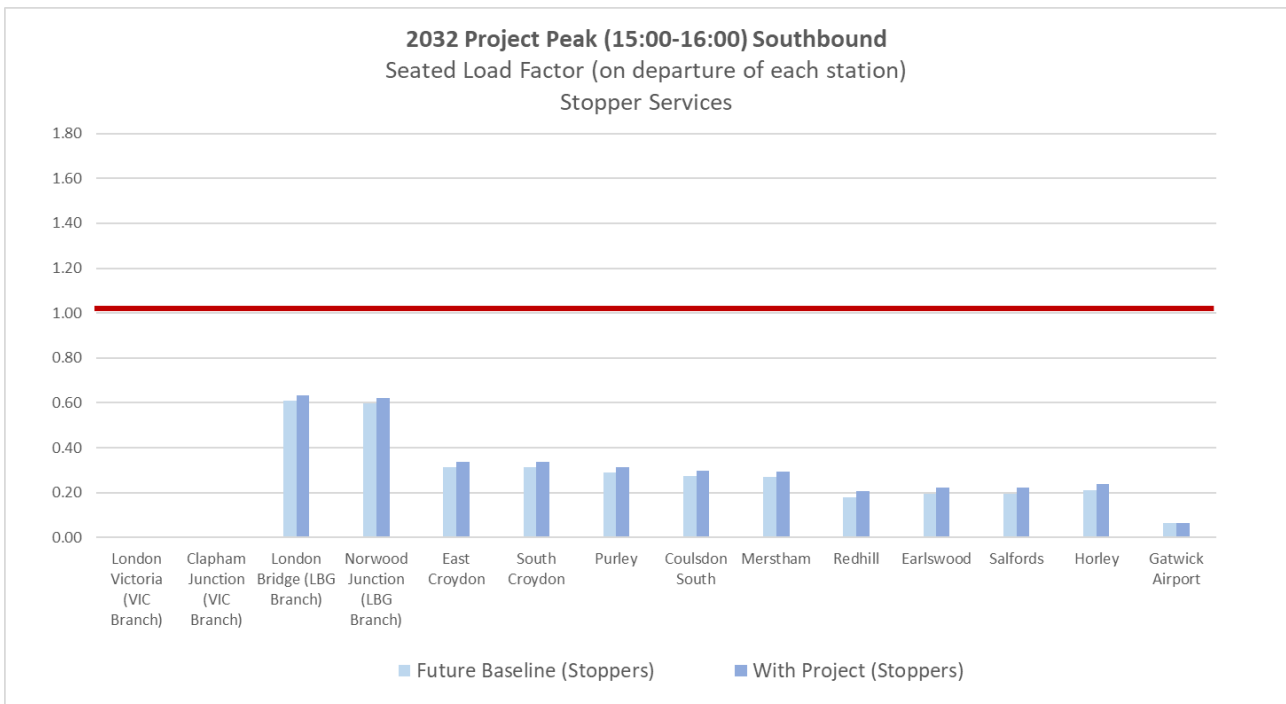 2032 Project Peak (15:00-16:00) Southbound
Seated Load Factor (on departure of each station)
Stopper Services
1.80
1.60
1.40
1.20
1.00
0.80
0.60
0.40
0.20
0.00
London
Victoria
(VIC
Branch)
Clapham
Junction
(VIC
Branch)
London
Bridge (LBG
Branch)
Norwood
Junction
(LBG
Branch)
East
Croydon
South
Croydon
Purley
Coulsdon
South
Merstham
Redhill
Earlswood
Salfords
Horley
Gatwick
Airport
Future Baseline (Stoppers)
With Project (Stoppers)